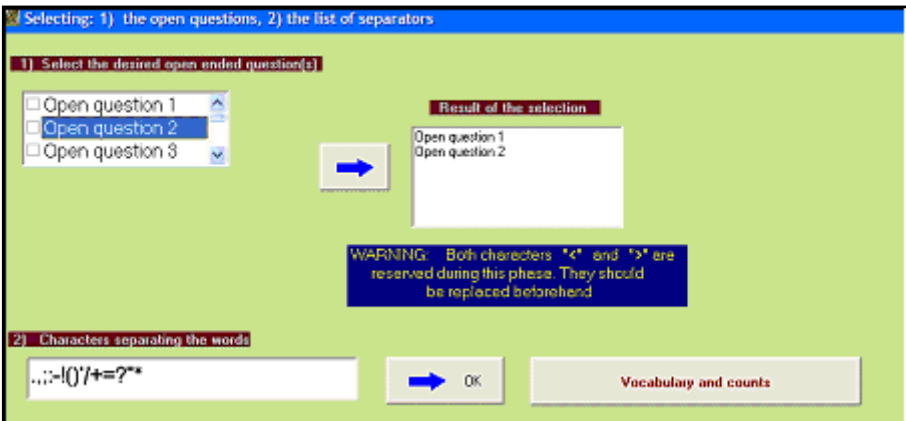 Selecting: 1) the open questions, 2) the list of separators
1) Select the desired open ended question(s)
Open question 1
Open question 2
Open question 3
Result of the selection
Open question 1
Open question 2
WARNING: Both characters "<" and ">" are
reserved during this phase. They should
be replaced beforehand
2) Characters separating the words
.,;:-!()'/+=?"*
OK
Vocabulary and counts